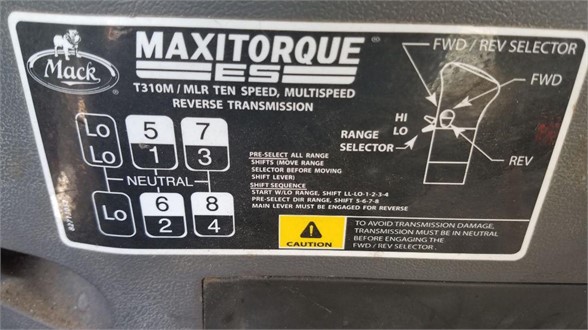 Mack
MAXITORQUE®
ES
T310M / MLR TEN SPEED, MULTISPEED
REVERSE TRANSMISSION
FWD / REV SELECTOR
FWD
HI
LO
RANGE
SELECTOR
REV
Lo 5 7
Lo 1 3
NEUTRAL
Lo 6 8
2 4
PRE-SELECT ALL RANGE
SHIFTS (MOVE RANGE
SELECTOR BEFORE MOVING
SHIFT LEVER)
SHIFT SEQUENCE
START W/LO RANGE, SHIFT LL-LO-1-2-3-4
PRE-SELECT DIR RANGE, SHIFT 5-6-7-8
MAIN LEVER MUST BE ENGAGED FOR REVERSE
CAUTION
TO AVOID TRANSMISSION DAMAGE,
TRANSMISSION MUST BE IN NEUTRAL
BEFORE ENGAGING THE
FWD / REV SELECTOR